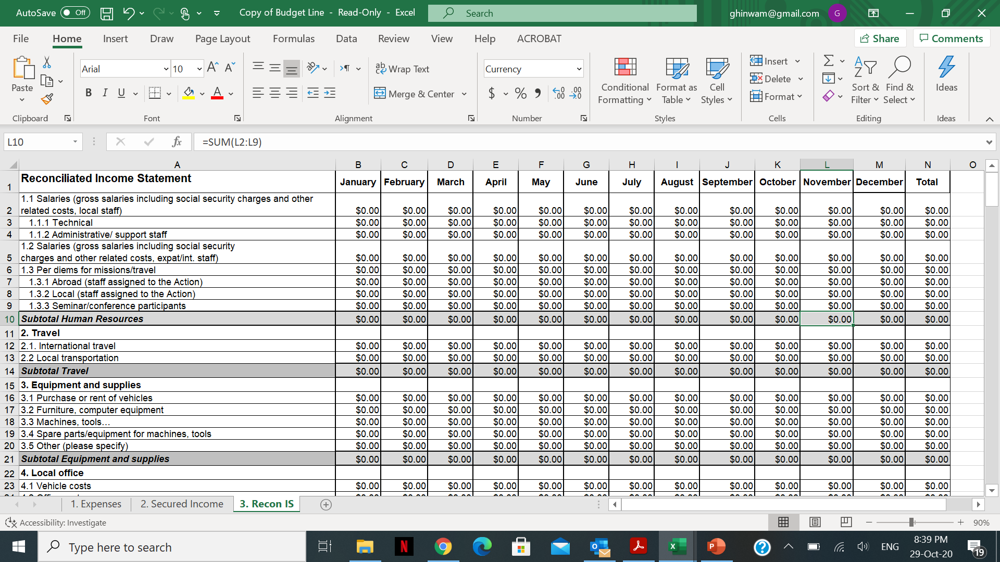 AutoSave Off Copy of Budget Line - Read-Only - Excel Search ghinwam@gmail.com G
File Home Insert Draw Page Layout Formulas Data Review View Help ACROBAT Share Comments
Arial 10 Wrap Text Currency Insert
Paste Conditional Formatting Format as Table Cell Styles Delete Sort & Filter Find & Select Ideas
B I U Merge & Center $ % Format
Clipboard Font Alignment Number Styles Cells Editing Ideas
L10 fx =SUM(L2:L9)
A B C D E F G H I J K L M N O
1 Reconciliated Income Statement January February March April May June July August September October November December Total
1.1 Salaries (gross salaries including social security charges and other
2 related costs, local staff) $0.00 $0.00 $0.00 $0.00 $0.00 $0.00 $0.00 $0.00 $0.00 $0.00 $0.00 $0.00 $0.00
3 1.1.1 Technical $0.00 $0.00 $0.00 $0.00 $0.00 $0.00 $0.00 $0.00 $0.00 $0.00 $0.00 $0.00 $0.00
4 1.1.2 Administrative/ support staff $0.00 $0.00 $0.00 $0.00 $0.00 $0.00 $0.00 $0.00 $0.00 $0.00 $0.00 $0.00 $0.00
1.2 Salaries (gross salaries including social security
5 charges and other related costs, expat/int. staff) $0.00 $0.00 $0.00 $0.00 $0.00 $0.00 $0.00 $0.00 $0.00 $0.00 $0.00 $0.00 $0.00
6 1.3 Per diems for missions/travel $0.00 $0.00 $0.00 $0.00 $0.00 $0.00 $0.00 $0.00 $0.00 $0.00 $0.00 $0.00 $0.00
7 1.3.1 Abroad (staff assigned to the Action) $0.00 $0.00 $0.00 $0.00 $0.00 $0.00 $0.00 $0.00 $0.00 $0.00 $0.00 $0.00 $0.00
8 1.3.2 Local (staff assigned to the Action) $0.00 $0.00 $0.00 $0.00 $0.00 $0.00 $0.00 $0.00 $0.00 $0.00 $0.00 $0.00 $0.00
9 1.3.3 Seminar/conference participants $0.00 $0.00 $0.00 $0.00 $0.00 $0.00 $0.00 $0.00 $0.00 $0.00 $0.00 $0.00 $0.00
10 Subtotal Human Resources $0.00 $0.00 $0.00 $0.00 $0.00 $0.00 $0.00 $0.00 $0.00 $0.00 $0.00 $0.00 $0.00
11 2. Travel
12 2.1. International travel $0.00 $0.00 $0.00 $0.00 $0.00 $0.00 $0.00 $0.00 $0.00 $0.00 $0.00 $0.00 $0.00
13 2.2 Local transportation $0.00 $0.00 $0.00 $0.00 $0.00 $0.00 $0.00 $0.00 $0.00 $0.00 $0.00 $0.00 $0.00
14 Subtotal Travel $0.00 $0.00 $0.00 $0.00 $0.00 $0.00 $0.00 $0.00 $0.00 $0.00 $0.00 $0.00 $0.00
15 3. Equipment and supplies
16 3.1 Purchase or rent of vehicles $0.00 $0.00 $0.00 $0.00 $0.00 $0.00 $0.00 $0.00 $0.00 $0.00 $0.00 $0.00 $0.00
17 3.2 Furniture, computer equipment $0.00 $0.00 $0.00 $0.00 $0.00 $0.00 $0.00 $0.00 $0.00 $0.00 $0.00 $0.00 $0.00
18 3.3 Machines, tools… $0.00 $0.00 $0.00 $0.00 $0.00 $0.00 $0.00 $0.00 $0.00 $0.00 $0.00 $0.00 $0.00
19 3.4 Spare parts/equipment for machines, tools $0.00 $0.00 $0.00 $0.00 $0.00 $0.00 $0.00 $0.00 $0.00 $0.00 $0.00 $0.00 $0.00
20 3.5 Other (please specify) $0.00 $0.00 $0.00 $0.00 $0.00 $0.00 $0.00 $0.00 $0.00 $0.00 $0.00 $0.00 $0.00
21 Subtotal Equipment and supplies $0.00 $0.00 $0.00 $0.00 $0.00 $0.00 $0.00 $0.00 $0.00 $0.00 $0.00 $0.00 $0.00
22 4. Local office
23 4.1 Vehicle costs $0.00 $0.00 $0.00 $0.00 $0.00 $0.00 $0.00 $0.00 $0.00 $0.00 $0.00 $0.00 $0.00
1. Expenses 2. Secured Income 3. Recon IS
Accessibility: Investigate 90%
Type here to search ENG 8:39 PM
29-Oct-20 19